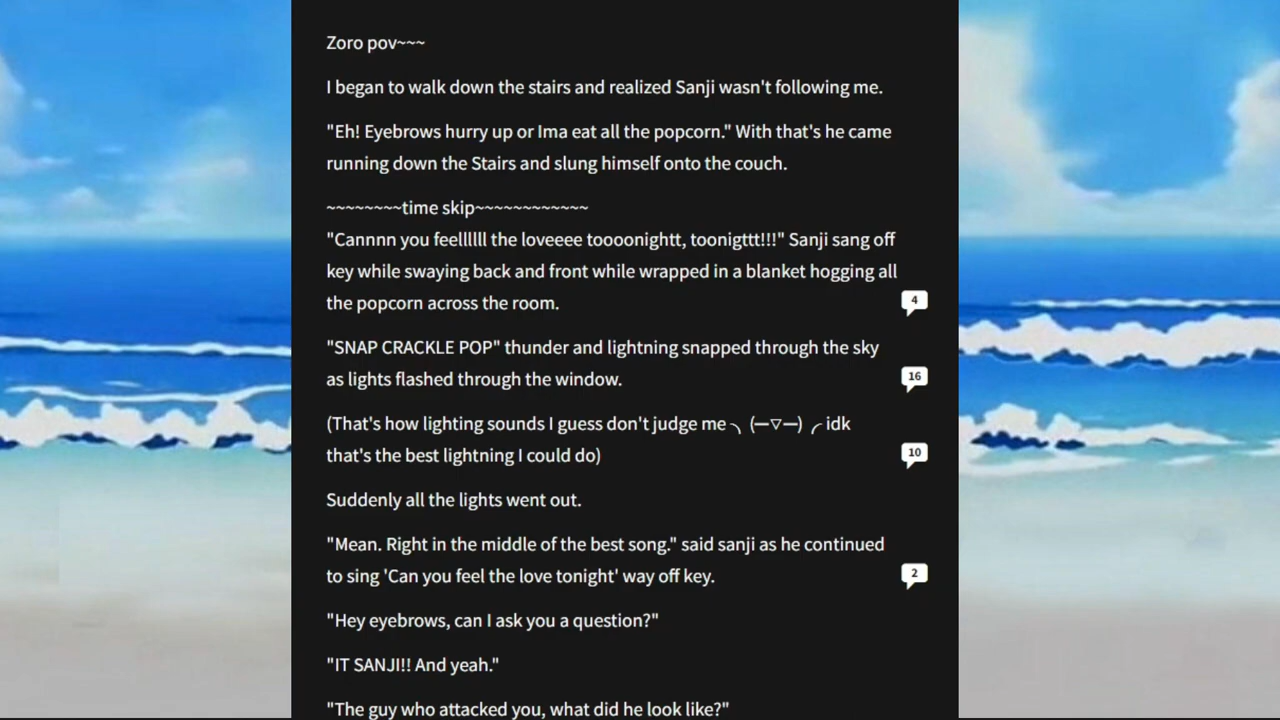 Zoro pov~~~
I began to walk down the stairs and realized Sanji wasn't following me.
"Eh! Eyebrows hurry up or Ima eat all the popcorn." With that's he came
running down the Stairs and slung himself onto the couch.
~~~~~~~~time skip~~~~~~~~~~~~
"Cannnn you feellllll the loveeee toooonightt, toonigttt!!!" Sanji sang off
key while swaying back and front while wrapped in a blanket hogging all
the popcorn across the room.
4
"SNAP CRACKLE POP" thunder and lightning snapped through the sky
as lights flashed through the window.
16
(That's how lighting sounds I guess don't judge me ╮ (─▽─) ╭ idk
that's the best lightning I could do)
10
Suddenly all the lights went out.
"Mean. Right in the middle of the best song." said sanji as he continued
to sing 'Can you feel the love tonight' way off key.
2
"Hey eyebrows, can I ask you a question?"
"IT SANJI!! And yeah."
"The guy who attacked you, what did he look like?"